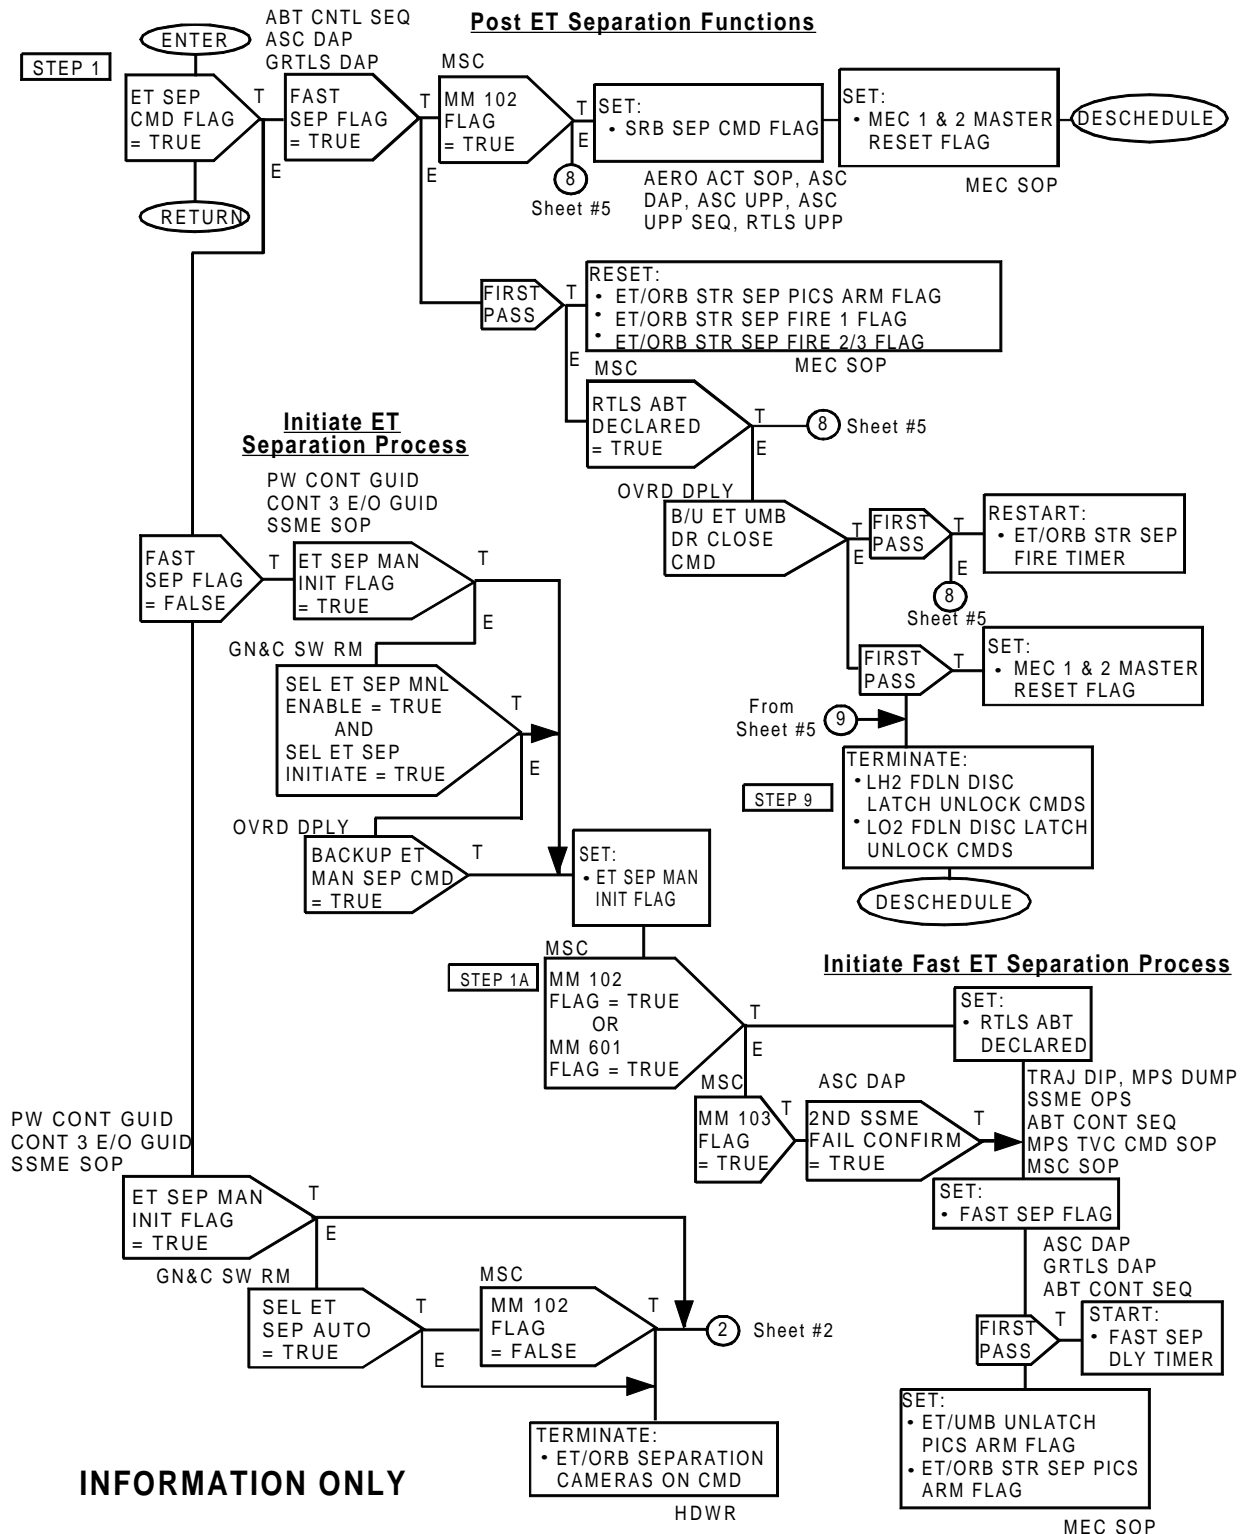 Post ET Separation Functions
ENTER
STEP 1
ET SEP
CMD FLAG
= TRUE
T
E
RETURN
ABT CNTL SEQ
ASC DAP
GRTLS DAP
FAST
SEP FLAG
= TRUE
T
E
MSC
MM 102
FLAG
= TRUE
T
E
8
Sheet #5
SET:
• SRB SEP CMD FLAG
AERO ACT SOP, ASC
DAP, ASC UPP, ASC
UPP SEQ, RTLS UPP
SET:
• MEC 1 & 2 MASTER
RESET FLAG
MEC SOP
DESCHEDULE
FIRST
PASS
T
E
RESET:
• ET/ORB STR SEP PICS ARM FLAG
• ET/ORB STR SEP FIRE 1 FLAG
• ET/ORB STR SEP FIRE 2/3 FLAG
MEC SOP
MSC
RTLS ABT
DECLARED
= TRUE
T
E
8
Sheet #5
OVRD DPLY
B/U ET UMB
DR CLOSE
CMD
T
E
FIRST
PASS
T
E
8
Sheet #5
RESTART:
• ET/ORB STR SEP
FIRE TIMER
FIRST
PASS
T
SET:
• MEC 1 & 2 MASTER
RESET FLAG
From
Sheet #5
9
STEP 9
TERMINATE:
• LH2 FDLN DISC
LATCH UNLOCK CMDS
• LO2 FDLN DISC LATCH
UNLOCK CMDS
DESCHEDULE
Initiate ET
Separation Process
PW CONT GUID
CONT 3 E/O GUID
SSME SOP
FAST
SEP FLAG
= FALSE
T
ET SEP MAN
INIT FLAG
= TRUE
T
E
GN&C SW RM
SEL ET SEP MNL
ENABLE = TRUE
AND
SEL ET SEP
INITIATE = TRUE
T
E
OVRD DPLY
BACKUP ET
MAN SEP CMD
= TRUE
T
SET:
• ET SEP MAN
INIT FLAG
MSC
STEP 1A
MM 102
FLAG = TRUE
OR
MM 601
FLAG = TRUE
T
E
Initiate Fast ET Separation Process
SET:
• RTLS ABT
DECLARED
MSC
MM 103
FLAG
= TRUE
T
ASC DAP
2ND SSME
FAIL CONFIRM
= TRUE
T
TRAJ DIP, MPS DUMP
SSME OPS
ABT CONT SEQ
MPS TVC CMD SOP
MSC SOP
SET:
• FAST SEP FLAG
ASC DAP
GRTLS DAP
ABT CONT SEQ
FIRST
PASS
T
START:
• FAST SEP
DLY TIMER
SET:
• ET/UMB UNLATCH
PICS ARM FLAG
• ET/ORB STR SEP PICS
ARM FLAG
MEC SOP
PW CONT GUID
CONT 3 E/O GUID
SSME SOP
ET SEP MAN
INIT FLAG
= TRUE
T
E
GN&C SW RM
SEL ET
SEP AUTO
= TRUE
T
E
MSC
MM 102
FLAG
= FALSE
T
2
Sheet #2
TERMINATE:
• ET/ORB SEPARATION
CAMERAS ON CMD
HDWR
INFORMATION ONLY